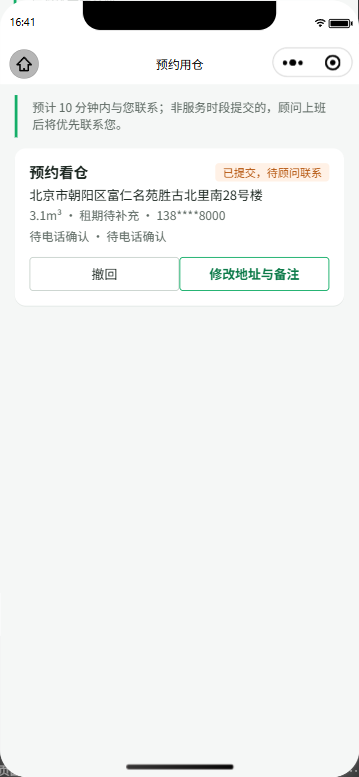 16:41
预约用仓
预计 10 分钟内与您联系；非服务时段提交的，顾问上班
后将优先联系您。
预约看仓
已提交，待顾问联系
北京市朝阳区富仁名苑胜古北里南28号楼
3.1m³ · 租期待补充 · 138****8000
待电话确认 · 待电话确认
撤回
修改地址与备注